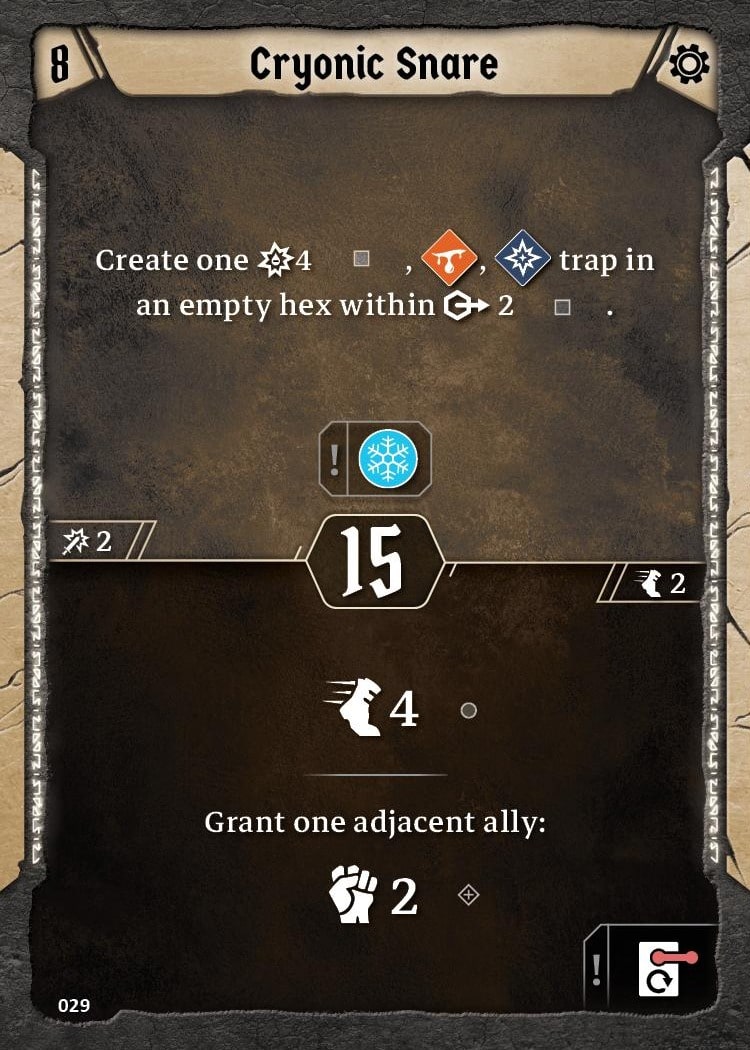 8 Cryonic Snare
Create one 4 , , trap in
an empty hex within 2 .
!
2
15
2
4
Grant one adjacent ally:
2
!
029